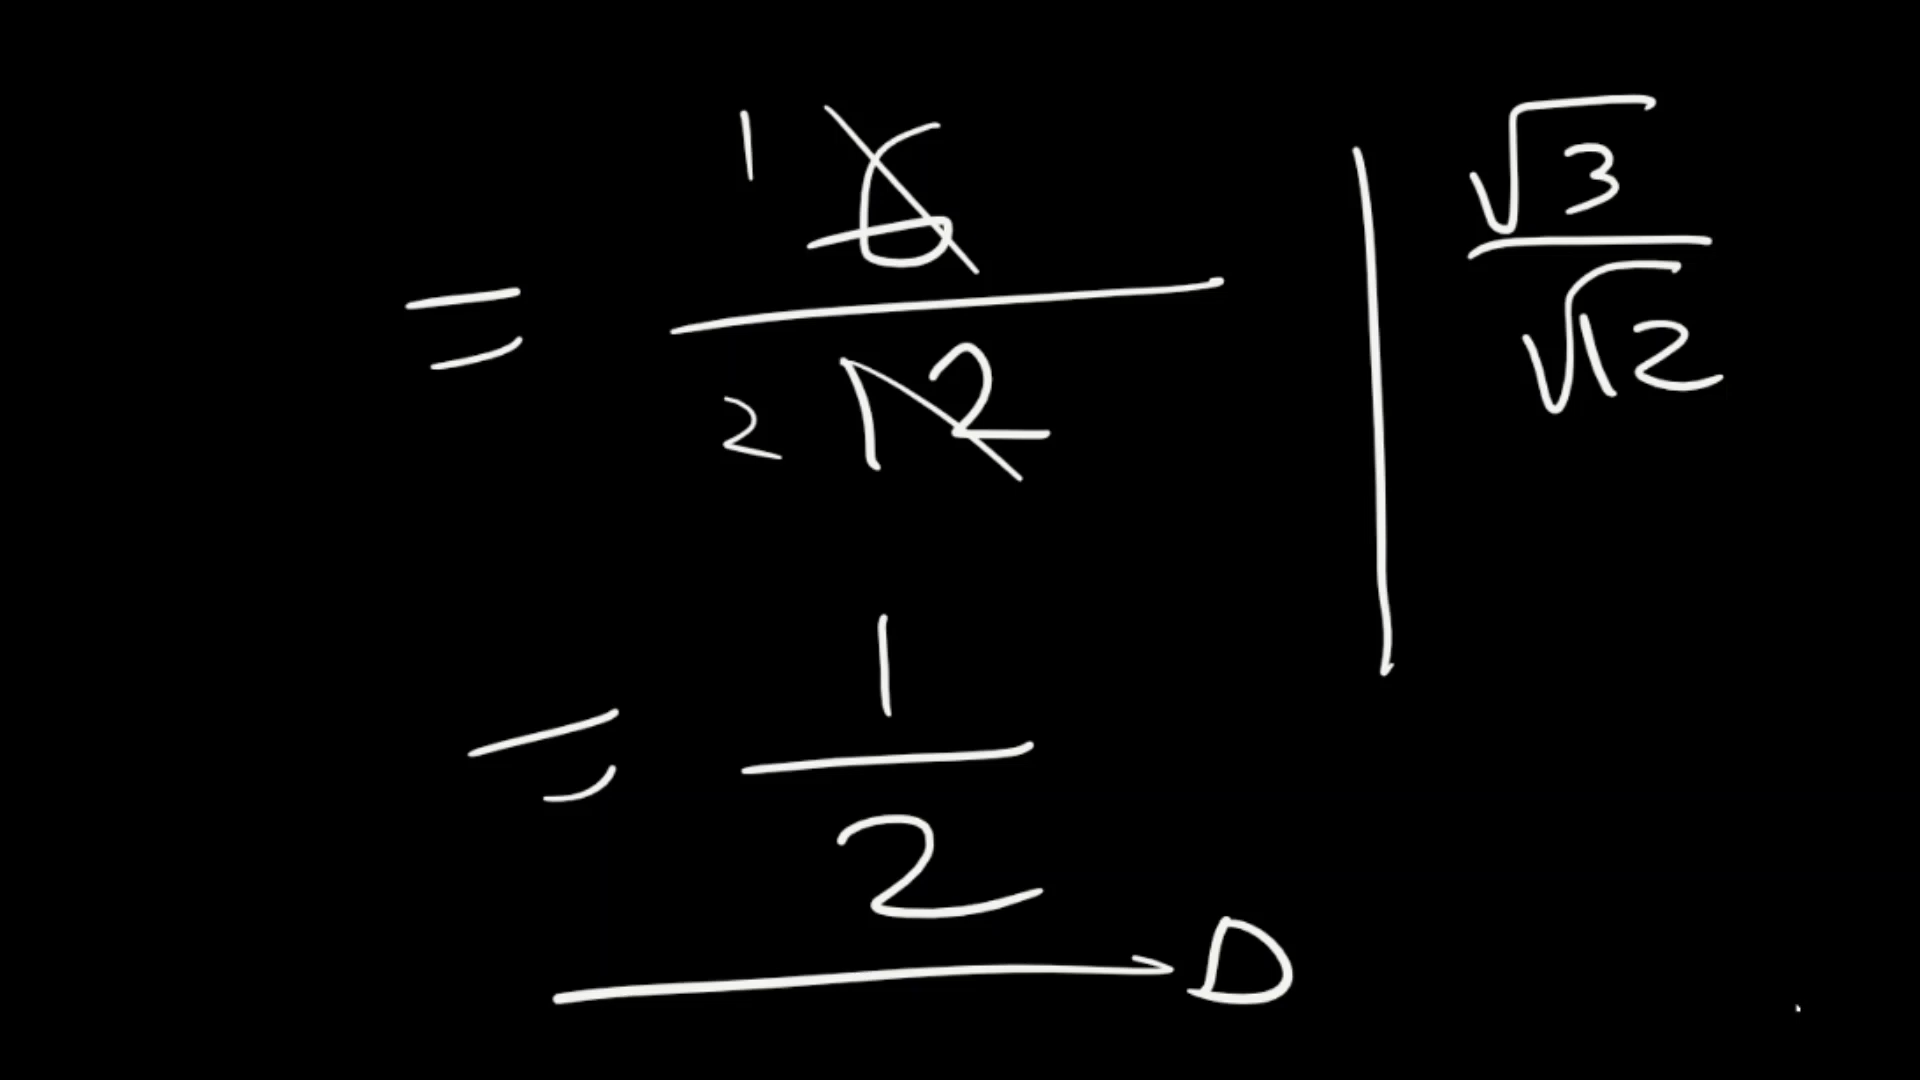 = 1 6 / 2 12
√3 / √12
= 1 / 2
D